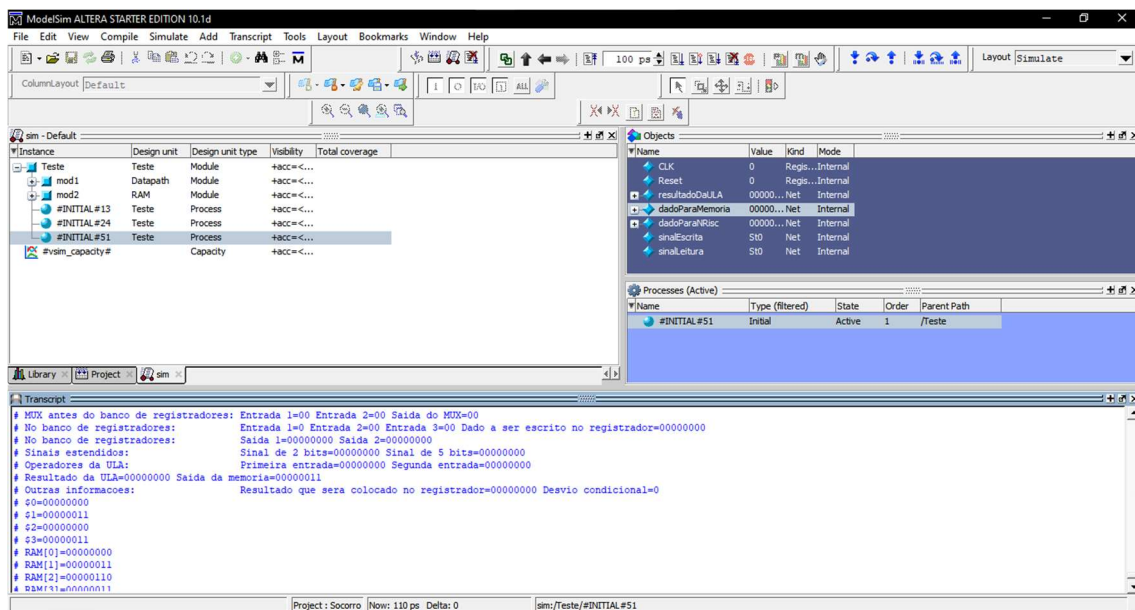 ModelSim ALTERA STARTER EDITION 10.1d
File Edit View Compile Simulate Add Transcript Tools Layout Bookmarks Window Help
100 ps
Layout Simulate
ColumnLayout Default
ALL
sim - Default
Instance Design unit Design unit type Visibility Total coverage
Teste Teste Module +acc=<...
mod1 Datapath Module +acc=<...
mod2 RAM Module +acc=<...
#INITIAL#13 Teste Process +acc=<...
#INITIAL#24 Teste Process +acc=<...
#INITIAL#51 Teste Process +acc=<...
#vsim_capacity# Capacity +acc=<...
Library Project sim
Objects
Name Value Kind Mode
CLK 0 Regis... Internal
Reset 0 Regis... Internal
resultadoDaULA 00000... Net Internal
dadoParaMemoria 00000... Net Internal
dadoParaNRisc 00000... Net Internal
sinalEscrita St0 Net Internal
sinalLeitura St0 Net Internal
Processes (Active)
Name Type (filtered) State Order Parent Path
#INITIAL#51 Initial Active 1 /Teste
Transcript
# MUX antes do banco de registradores: Entrada 1=00 Entrada 2=00 Saida do MUX=00
# No banco de registradores: Entrada 1=0 Entrada 2=00 Entrada 3=00 Dado a ser escrito no registrador=00000000
# No banco de registradores: Saida 1=00000000 Saida 2=00000000
# Sinais estendidos: Sinal de 2 bits=00000000 Sinal de 5 bits=00000000
# Operadores da ULA: Primeira entrada=00000000 Segunda entrada=00000000
# Resultado da ULA=00000000 Saida da memoria=00000011
# Outras informacoes: Resultado que sera colocado no registrador=00000000 Desvio condicional=0
# $0=00000000
# $1=00000011
# $2=00000000
# $3=00000011
# RAM[0]=00000000
# RAM[1]=00000011
# RAM[2]=00000110
# RAM[3]=00000011
Project : Socorro Now: 110 ps Delta: 0 sim:/Teste/#INITIAL#51